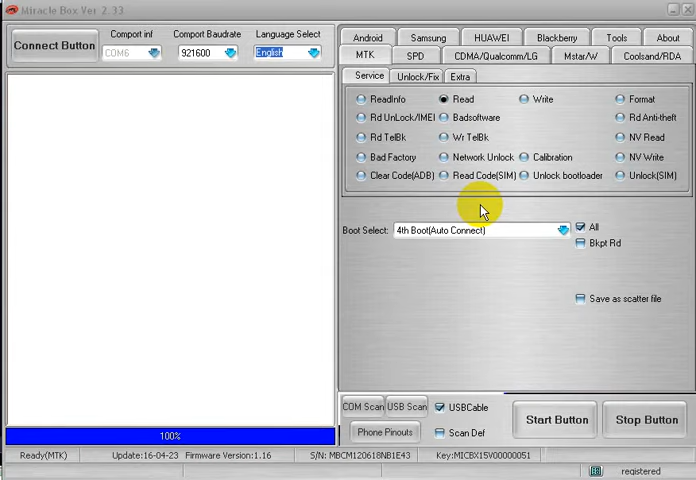 Miracle Box Ver 2.33
Connect Button
Comport inf Comport Baudrate Language Select
COM6 921600 English
Android Samsung HUAWEI Blackberry Tools About
MTK SPD CDMA/Qualcomm/LG Mstar/W Coolsand/RDA
Service Unlock/Fix Extra
ReadInfo Read Write Format
Rd UnLock/IMEI Badsoftware Rd Anti-theft
Rd TelBk Wr TelBk NV Read
Bad Factory Network Unlock Calibration NV Write
Clear Code(ADB) Read Code(SIM) Unlock bootloader Unlock(SIM)
Boot Select: 4th Boot(Auto Connect) All
Bkpt Rd
Save as scatter file
COM Scan USB Scan USBCable
Start Button Stop Button
Phone Pinouts Scan Def
100%
Ready(MTK) Update:16-04-23 Firmware Version:1.16 S/N: MBCM120618NB1E43 Key:MICBX15V00000051
registered